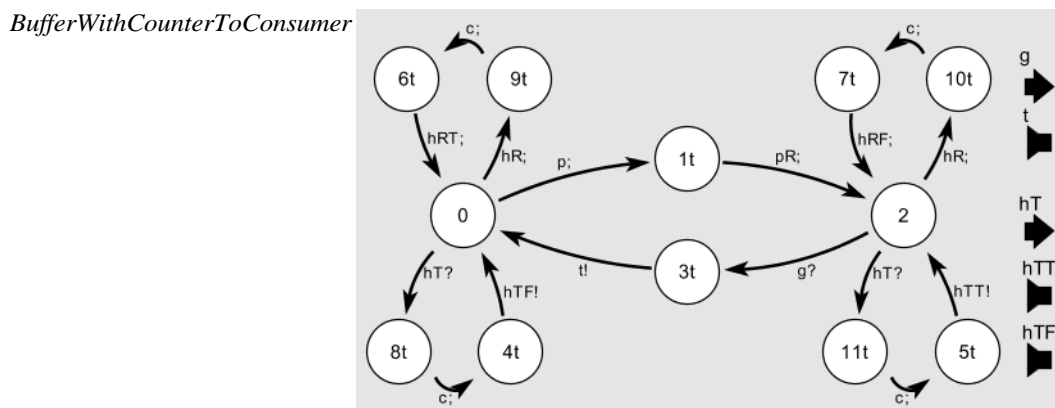 BufferWithCounterToConsumer
c;
c;
6t
9t
7t
10t
g
t
hRT;
hR;
hRF;
hR;
p;
1t
pR;
0
2
hT
t!
3t
g?
hT?
hTF!
hT?
hTT!
hTT
hTF
8t
4t
11t
5t
c;
c;